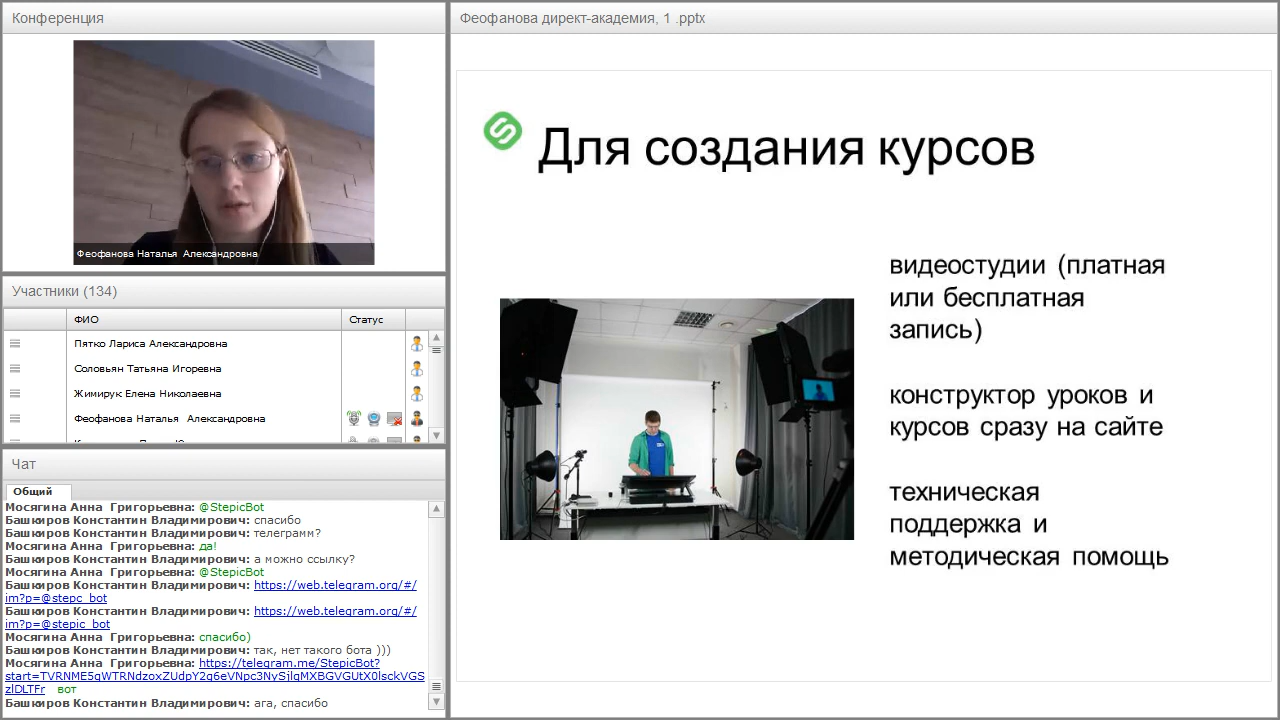 Конференция
Феофанова Наталья Александровна
Участники (134)
ФИО Статус
Пятко Лариса Александровна
Соловьян Татьяна Игоревна
Жимирук Елена Николаевна
Феофанова Наталья Александровна
Чат
Общий
Мосягина Анна Григорьевна: @StepicBot
Башкиров Константин Владимирович: спасибо
Башкиров Константин Владимирович: телеграмм?
Мосягина Анна Григорьевна: да!
Башкиров Константин Владимирович: а можно ссылку?
Мосягина Анна Григорьевна: @StepicBot
Башкиров Константин Владимирович: https://web.telegram.org/#/
im?p=@stepc_bot
Башкиров Константин Владимирович: https://web.telegram.org/#/
im?p=@stepic_bot
Мосягина Анна Григорьевна: спасибо)
Башкиров Константин Владимирович: так, нет такого бота )))
Мосягина Анна Григорьевна: https://telegram.me/StepicBot?
вот
Башкиров Константин Владимирович: ага, спасибо
Феофанова директ-академия, 1 .pptx
Для создания курсов
видеостудии (платная
или бесплатная
запись)
конструктор уроков и
курсов сразу на сайте
техническая
поддержка и
методическая помощь